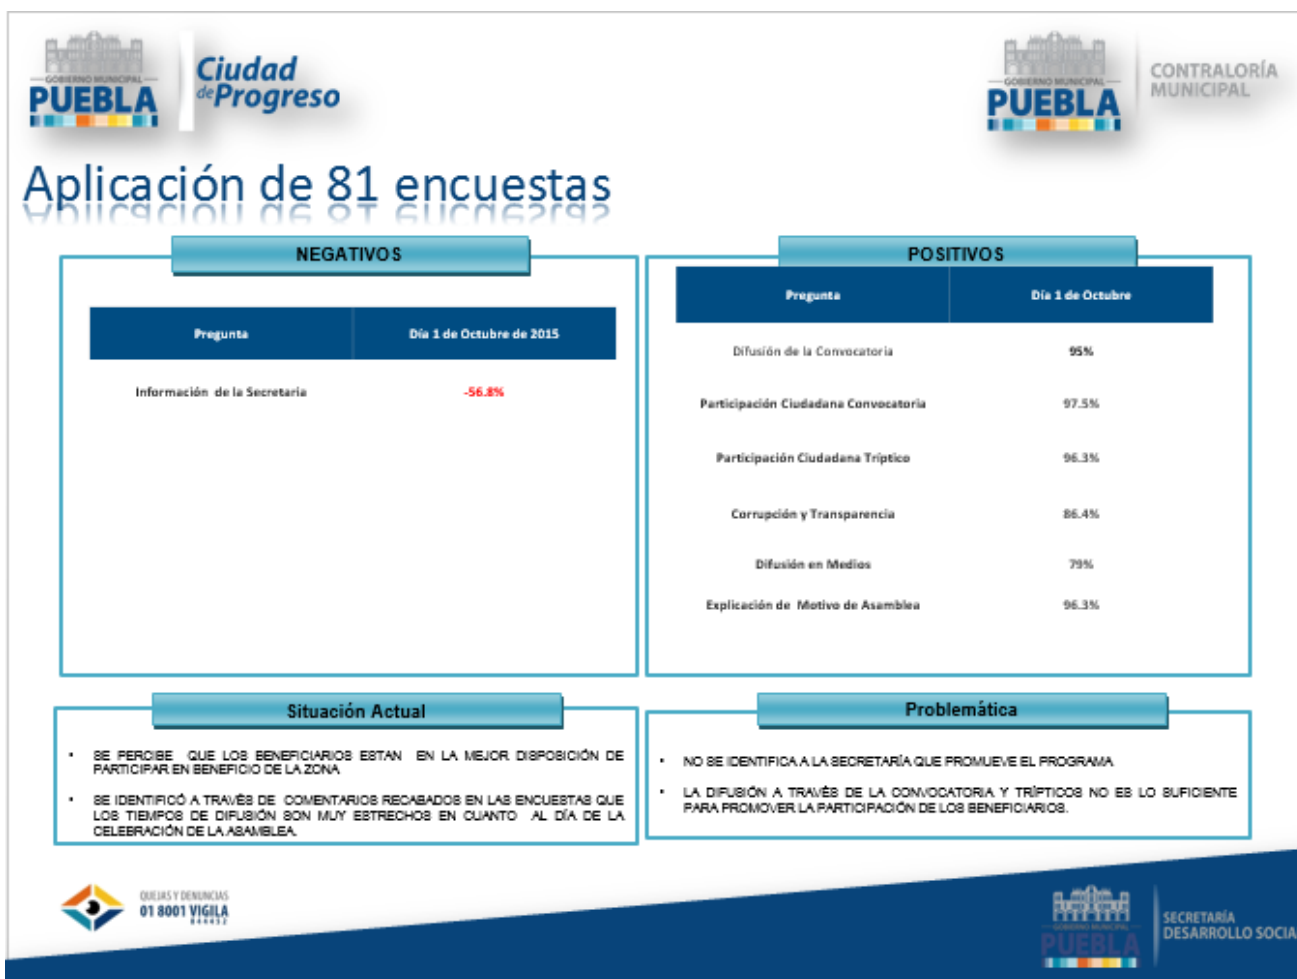 GOBIERNO MUNICIPAL
PUEBLA
Ciudad
de Progreso
GOBIERNO MUNICIPAL
PUEBLA
CONTRALORÍA
MUNICIPAL
Aplicación de 81 encuestas
NEGATIVOS
Pregunta Día 1 de Octubre de 2015
Información de la Secretaria -56.8%
POSITIVOS
Pregunta Día 1 de Octubre
Difusión de la Convocatoria 95%
Participación Ciudadana Convocatoria 97.5%
Participación Ciudadana Tríptico 96.3%
Corrupción y Transparencia 86.4%
Difusión en Medios 79%
Explicación de Motivo de Asamblea 96.3%
Situación Actual
• SE PERCIBE QUE LOS BENEFICIARIOS ESTAN EN LA MEJOR DISPOSICIÓN DE
PARTICIPAR EN BENEFICIO DE LA ZONA
• SE IDENTIFICÓ A TRAVÉS DE COMENTARIOS RECABADOS EN LAS ENCUESTAS QUE
LOS TIEMPOS DE DIFUSIÓN SON MUY ESTRECHOS EN CUANTO AL DÍA DE LA
CELEBRACIÓN DE LA ASAMBLEA.
Problemática
• NO SE IDENTIFICA A LA SECRETARÍA QUE PROMUEVE EL PROGRAMA
• LA DIFUSIÓN A TRAVÉS DE LA CONVOCATORIA Y TRÍPTICOS NO ES LO SUFICIENTE
PARA PROMOVER LA PARTICIPACIÓN DE LOS BENEFICIARIOS.
QUEJAS Y DENUNCIAS
01 8001 VIGILA
844452
GOBIERNO MUNICIPAL
PUEBLA
SECRETARÍA
DESARROLLO SOCIA